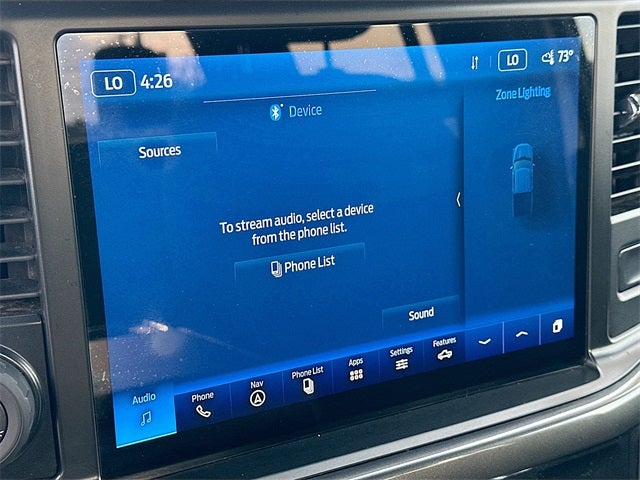 LO 4:26
LO 73°
Device
Zone Lighting
Sources
To stream audio, select a device
from the phone list.
Phone List
Sound
Audio
Phone
Nav
Phone List
Apps
Settings
Features